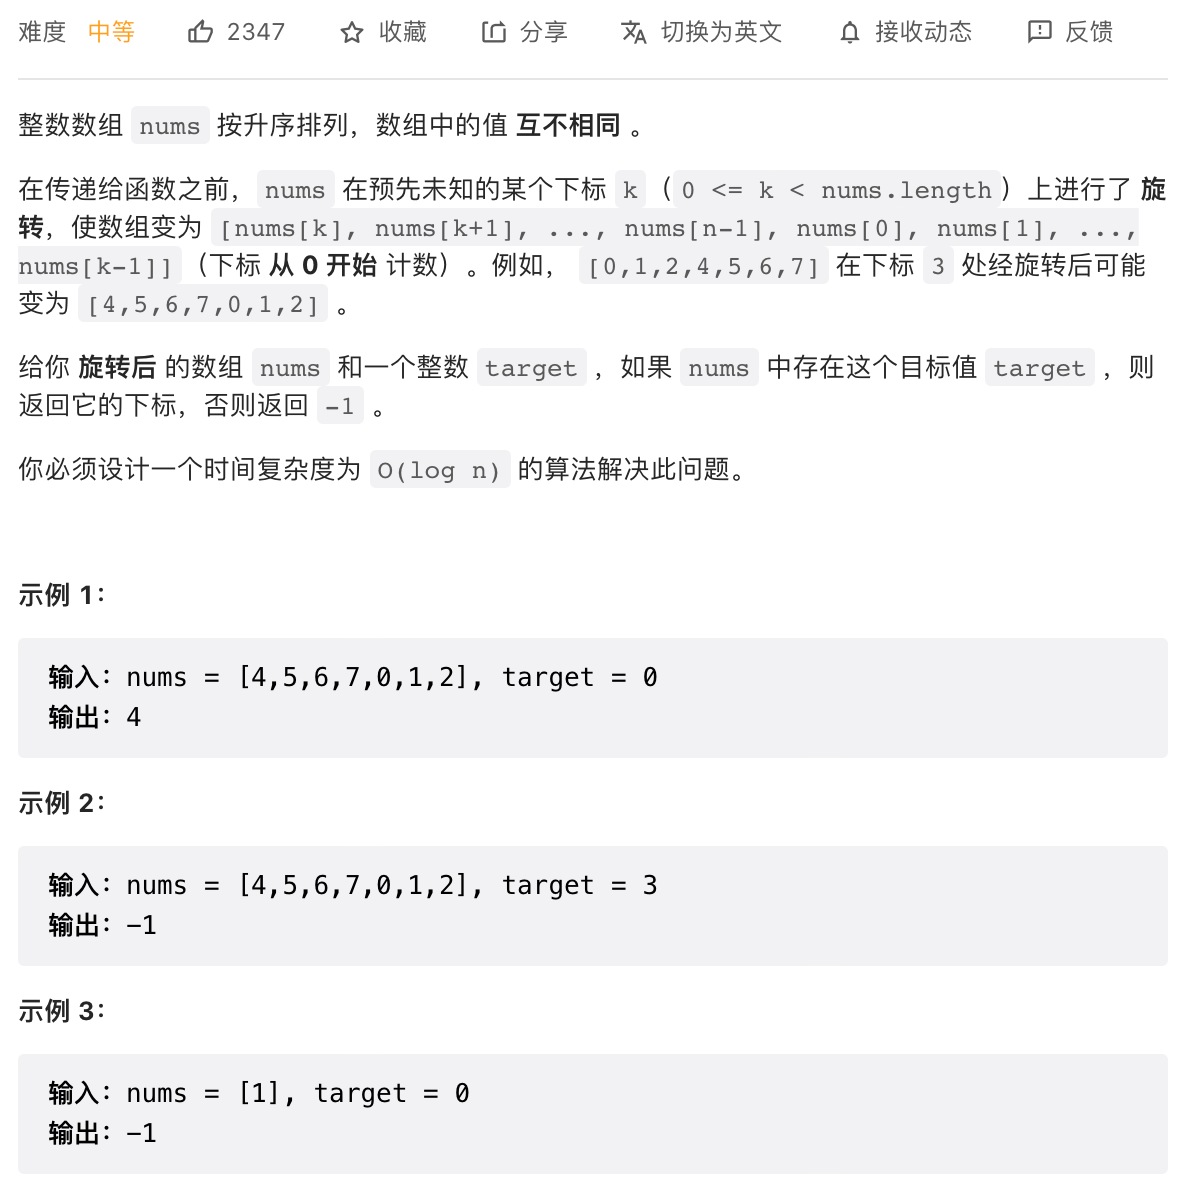 难度 中等 2347 收藏 分享 切换为英文 接收动态 反馈
整数数组 nums 按升序排列，数组中的值 互不相同 。
在传递给函数之前，nums 在预先未知的某个下标 k（0 <= k < nums.length）上进行了 旋
转，使数组变为 [nums[k], nums[k+1], ..., nums[n-1], nums[0], nums[1], ...,
nums[k-1]]（下标 从 0 开始 计数）。例如， [0,1,2,4,5,6,7] 在下标 3 处经旋转后可能
变为 [4,5,6,7,0,1,2] 。
给你 旋转后 的数组 nums 和一个整数 target ，如果 nums 中存在这个目标值 target ，则
返回它的下标，否则返回 -1 。
你必须设计一个时间复杂度为 O(log n) 的算法解决此问题。
示例 1：
输入：nums = [4,5,6,7,0,1,2], target = 0
输出：4
示例 2：
输入：nums = [4,5,6,7,0,1,2], target = 3
输出：-1
示例 3：
输入：nums = [1], target = 0
输出：-1